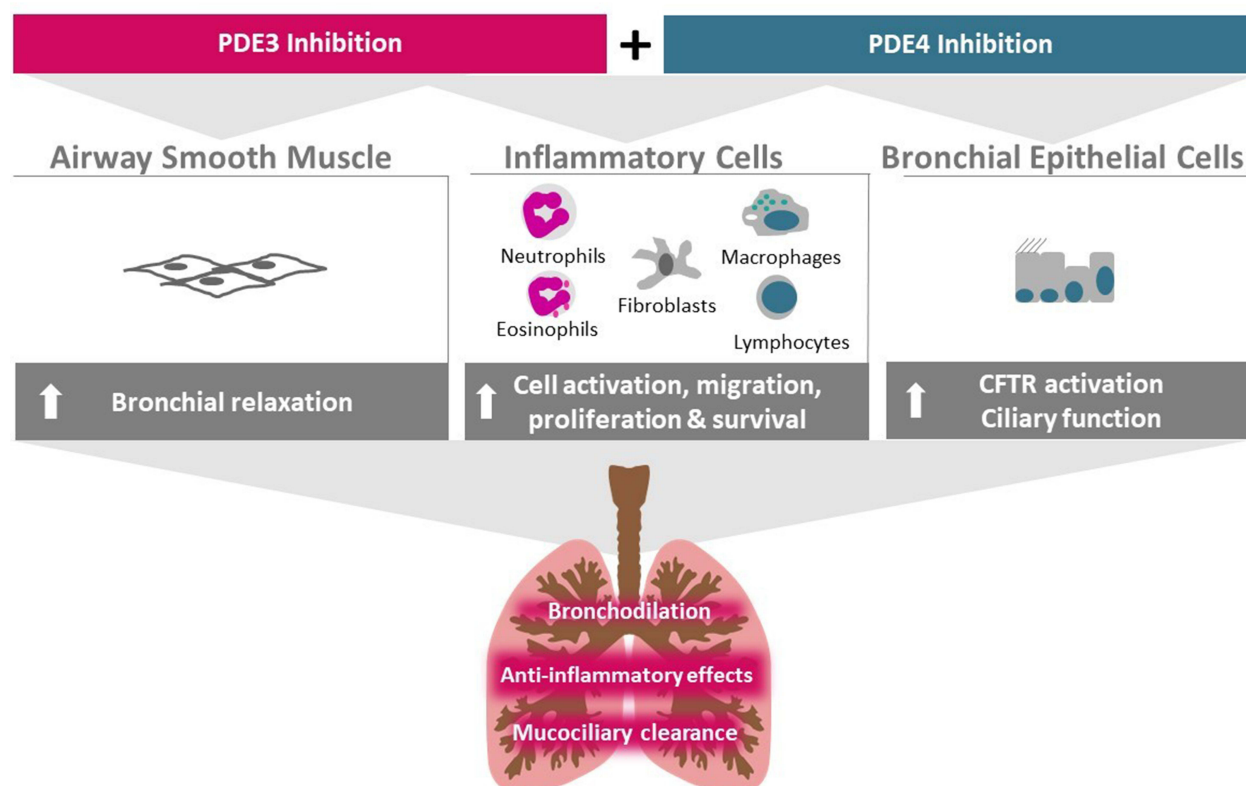 PDE3 Inhibition
+
PDE4 Inhibition
Airway Smooth Muscle
Inflammatory Cells
Bronchial Epithelial Cells
Neutrophils
Macrophages
Fibroblasts
Eosinophils
Lymphocytes
Bronchial relaxation
Cell activation, migration,
proliferation & survival
CFTR activation
Ciliary function
Bronchodilation
Anti-inflammatory effects
Mucociliary clearance